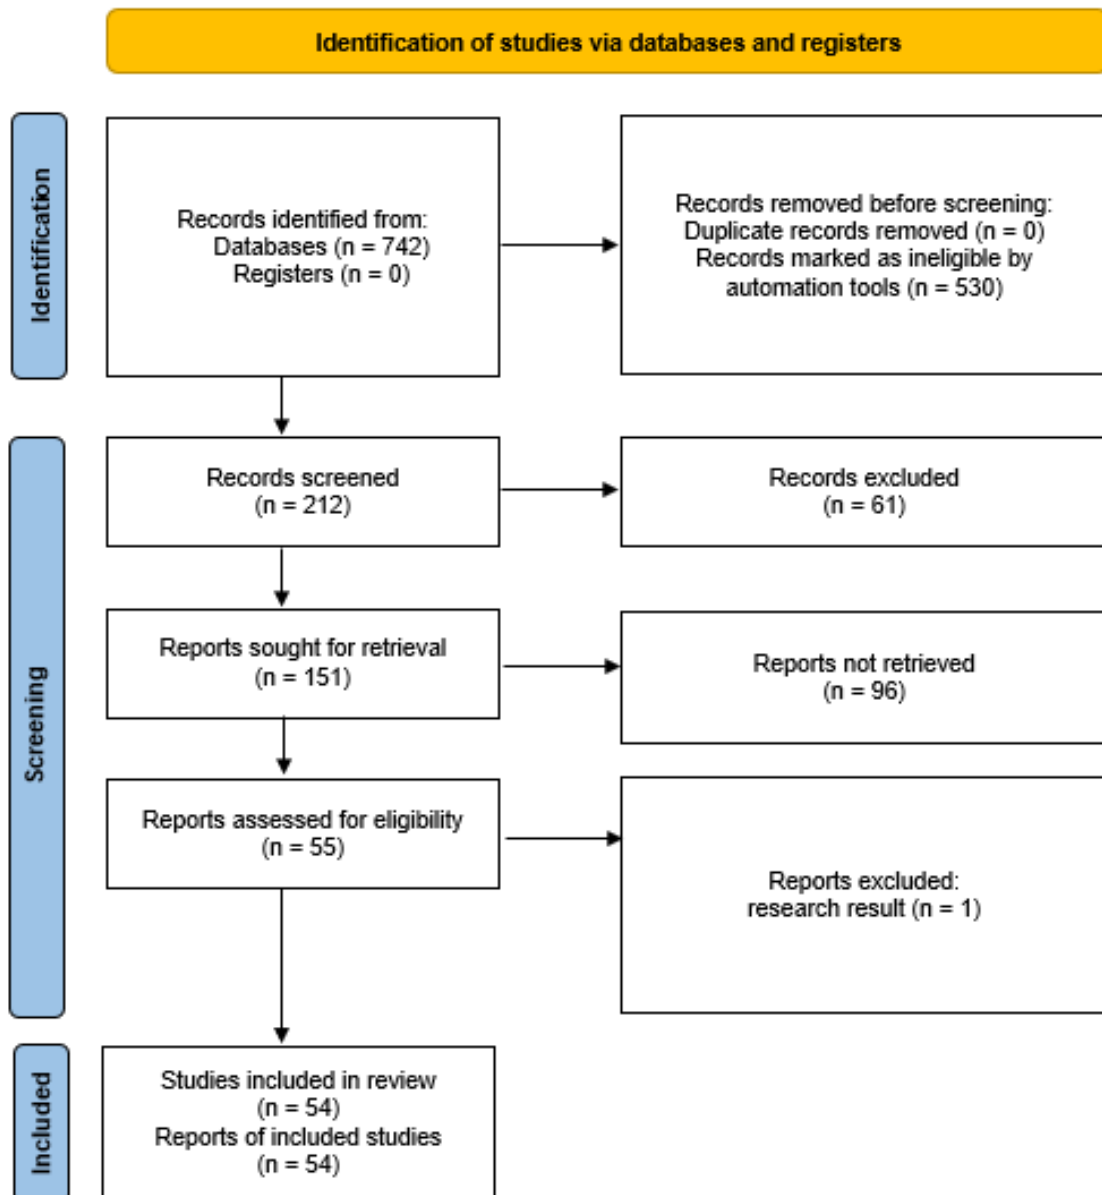 Identification of studies via databases and registers
Identification
Records identified from:
Databases (n = 742)
Registers (n = 0)
Records removed before screening:
Duplicate records removed (n = 0)
Records marked as ineligible by
automation tools (n = 530)
Screening
Records screened
(n = 212)
Records excluded
(n = 61)
Reports sought for retrieval
(n = 151)
Reports not retrieved
(n = 96)
Reports assessed for eligibility
(n = 55)
Reports excluded:
research result (n = 1)
Included
Studies included in review
(n = 54)
Reports of included studies
(n = 54)